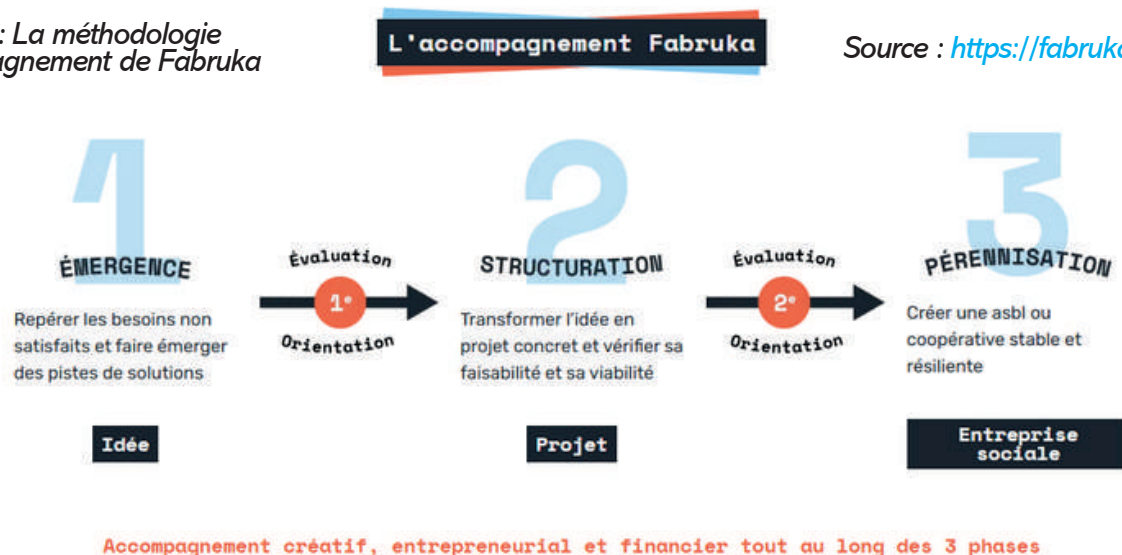 : La méthodologie
agnement de Fabruka
L'accompagnement Fabruka
Source : https://fabruka
1
ÉMERGENCE
Repérer les besoins non
satisfaits et faire émerger
des pistes de solutions
Idée
Évaluation
1e
Orientation
2
STRUCTURATION
Transformer l'idée en
projet concret et vérifier sa
faisabilité et sa viabilité
Projet
Évaluation
2e
Orientation
3
PÉRENNISATION
Créer une asbl ou
coopérative stable et
résiliente
Entreprise
sociale
Accompagnement créatif, entrepreneurial et financier tout au long des 3 phases